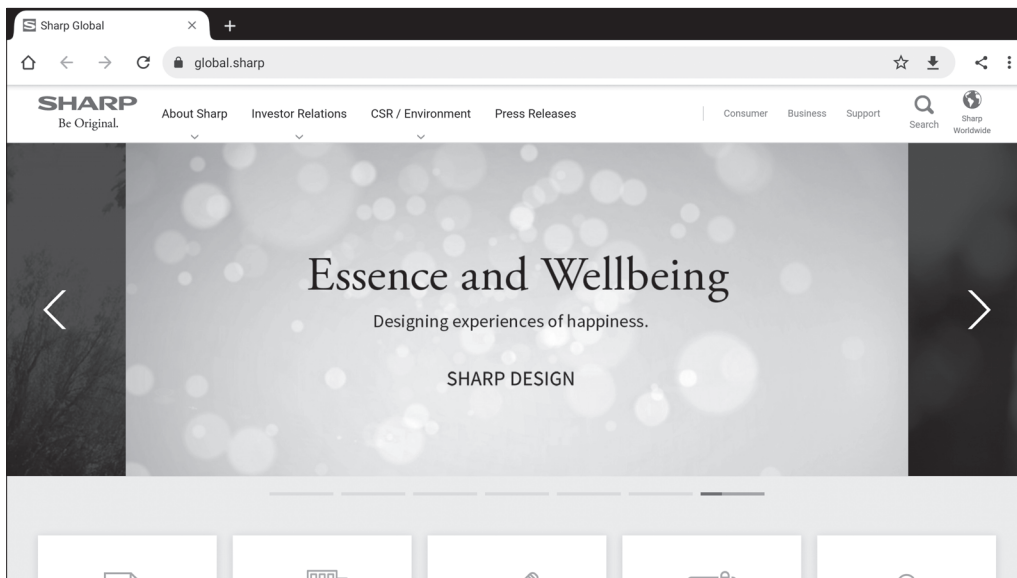 Sharp Global
global.sharp
SHARP
Be Original.
About Sharp
Investor Relations
CSR / Environment
Press Releases
Consumer
Business
Support
Search
Sharp
Worldwide
Essence and Wellbeing
Designing experiences of happiness.
SHARP DESIGN